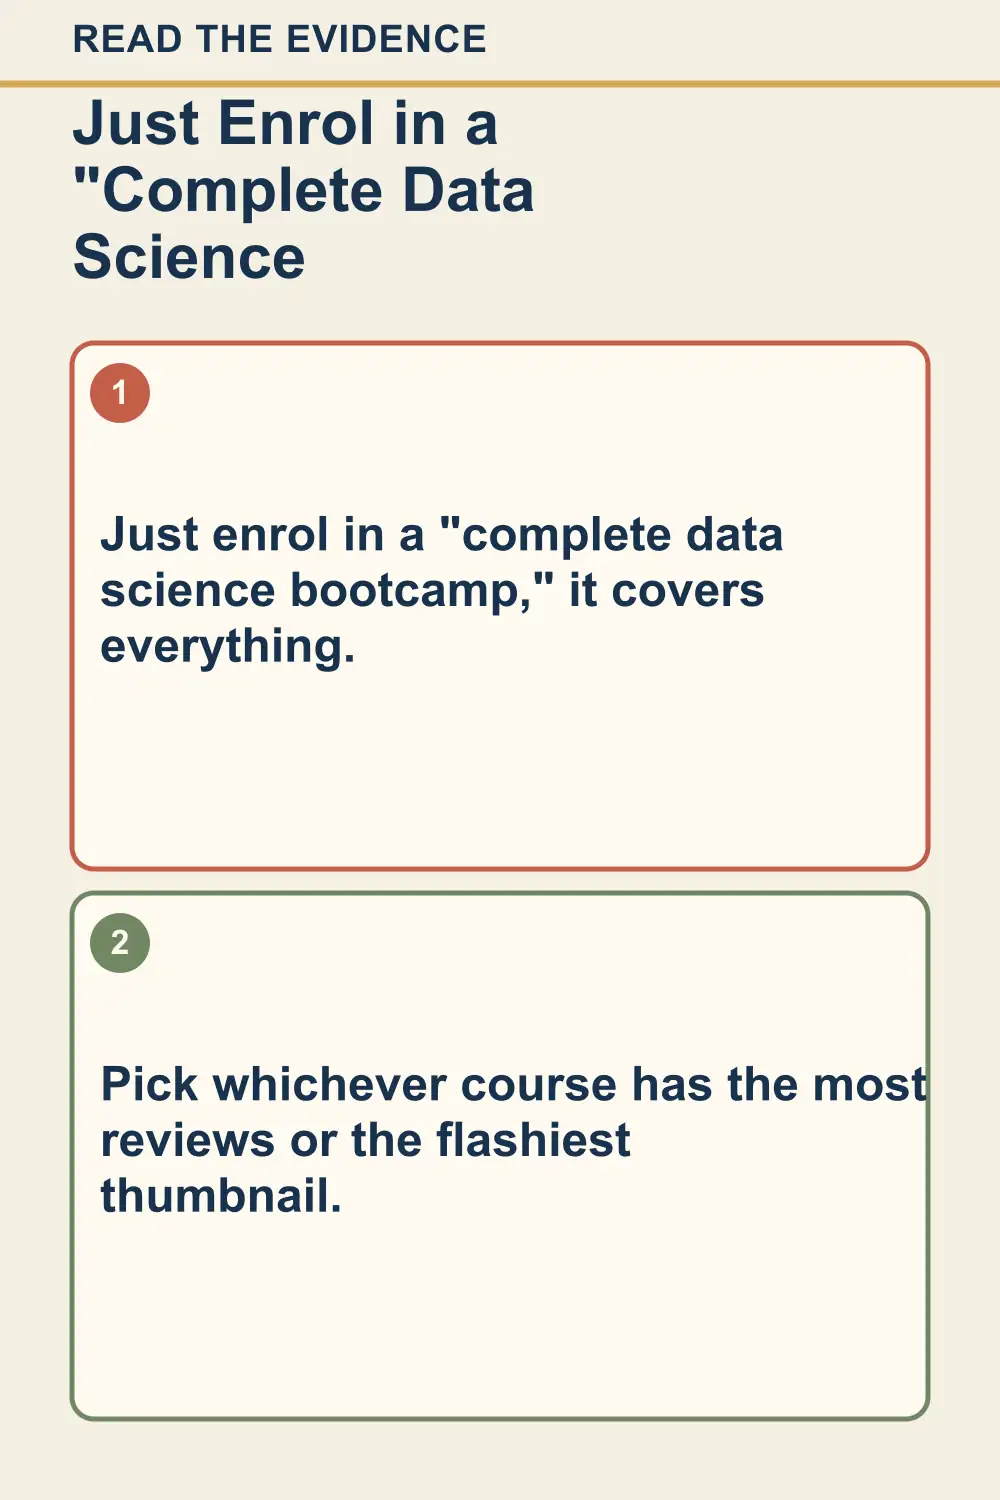 READ THE EVIDENCE
Just Enrol in a
"Complete Data
Science
1
Just enrol in a "complete data
science bootcamp," it covers
everything.
2
Pick whichever course has the most
reviews or the flashiest
thumbnail.